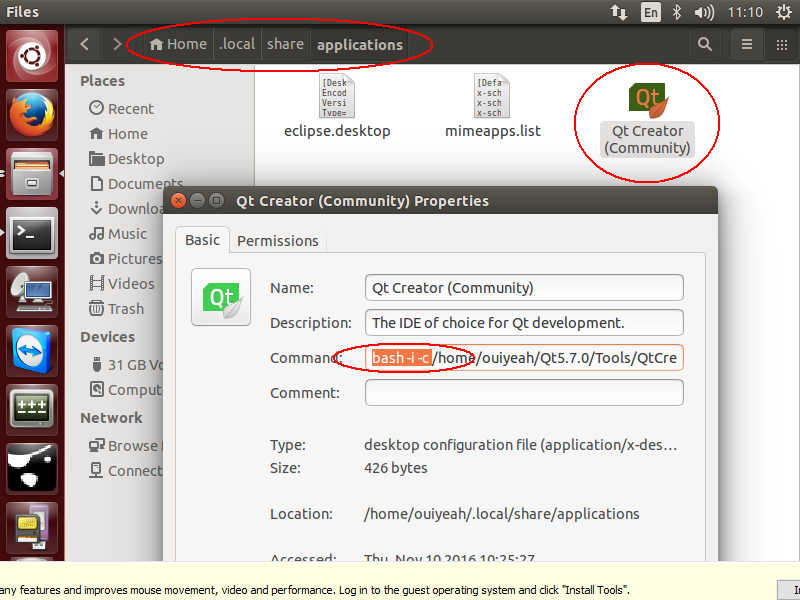 Files
En
11:10
Home
.local
share
applications
Places
Recent
Home
Desktop
Documents
Music
Pictures
Videos
Trash
Devices
31 GB
Network
Browse
Connect
[Desk
Encod
Versi
Type=
eclipse.desktop
[Defa
x-sch
x-sch
x-sch
mimeapps.list
Qt
Qt Creator
(Community)
Qt Creator (Community) Properties
Basic
Permissions
Qt
Name:
Qt Creator (Community)
Description:
The IDE of choice for Qt development.
Command:
bash -i -c /home/ouiyeah/Qt5.7.0/Tools/QtCre
Comment:
Type:
desktop configuration file (application/x-des...
Size:
426 bytes
Location:
/home/ouiyeah/.local/share/applications
Accessed:
Thu, Nov 10 2016 10:25:27
any features and improves mouse movement, video and performance. Log in to the guest operating system and click "Install Tools".